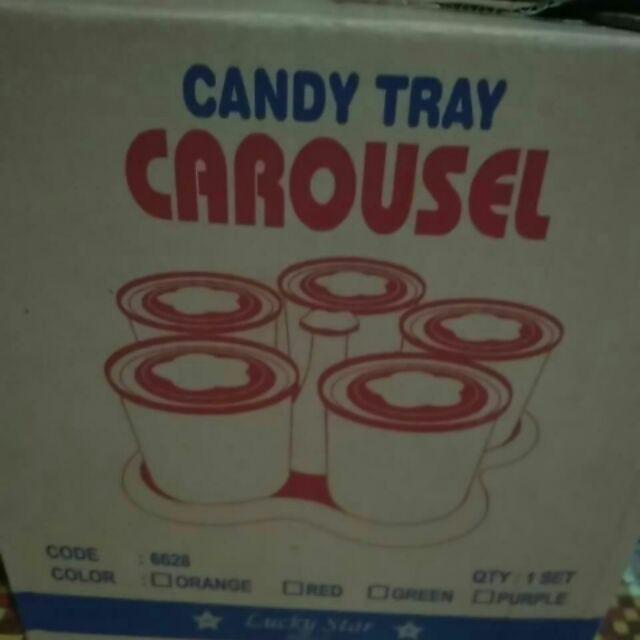 CANDY TRAY
CAROUSEL
CODE : 6628
QTY : 1 SET
COLOR : ORANGE RED GREEN PURPLE
Lucky Star